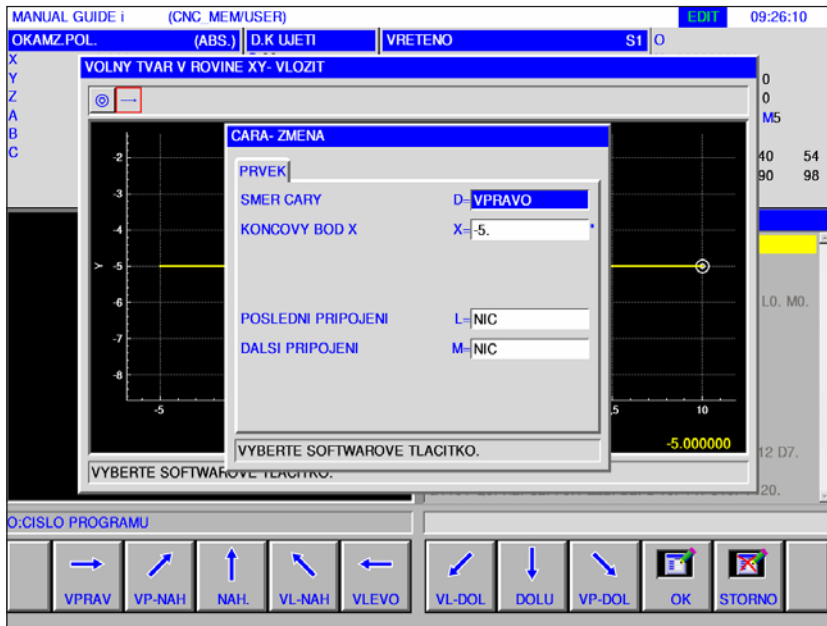 MANUAL GUIDE i (CNC_MEM/USER) EDIT 09:26:10
OKAMZ.POL. (ABS.) D.K UJETI VRETENO S1 O
X
Y
Z
A
B
C
0
0
M5
40 54
90 98
VOLNY TVAR V ROVINE XY- VLOZIT
CARA- ZMENA
PRVEK
SMER CARY D= VPRAVO
KONCOVY BOD X X= -5. *
POSLEDNI PRIPOJENI L= NIC
DALSI PRIPOJENI M= NIC
VYBERTE SOFTWAROVE TLACITKO.
-2
-3
-4
Y -5
-6
-7
-8
-5 ,5 10
-5.000000
L0. M0.
12 D7.
20.
VYBERTE SOFTWAROVE TLACITKO.
O:CISLO PROGRAMU
VPRAV VP-NAH NAH. VL-NAH VLEVO VL-DOL DOLU VP-DOL OK STORNO